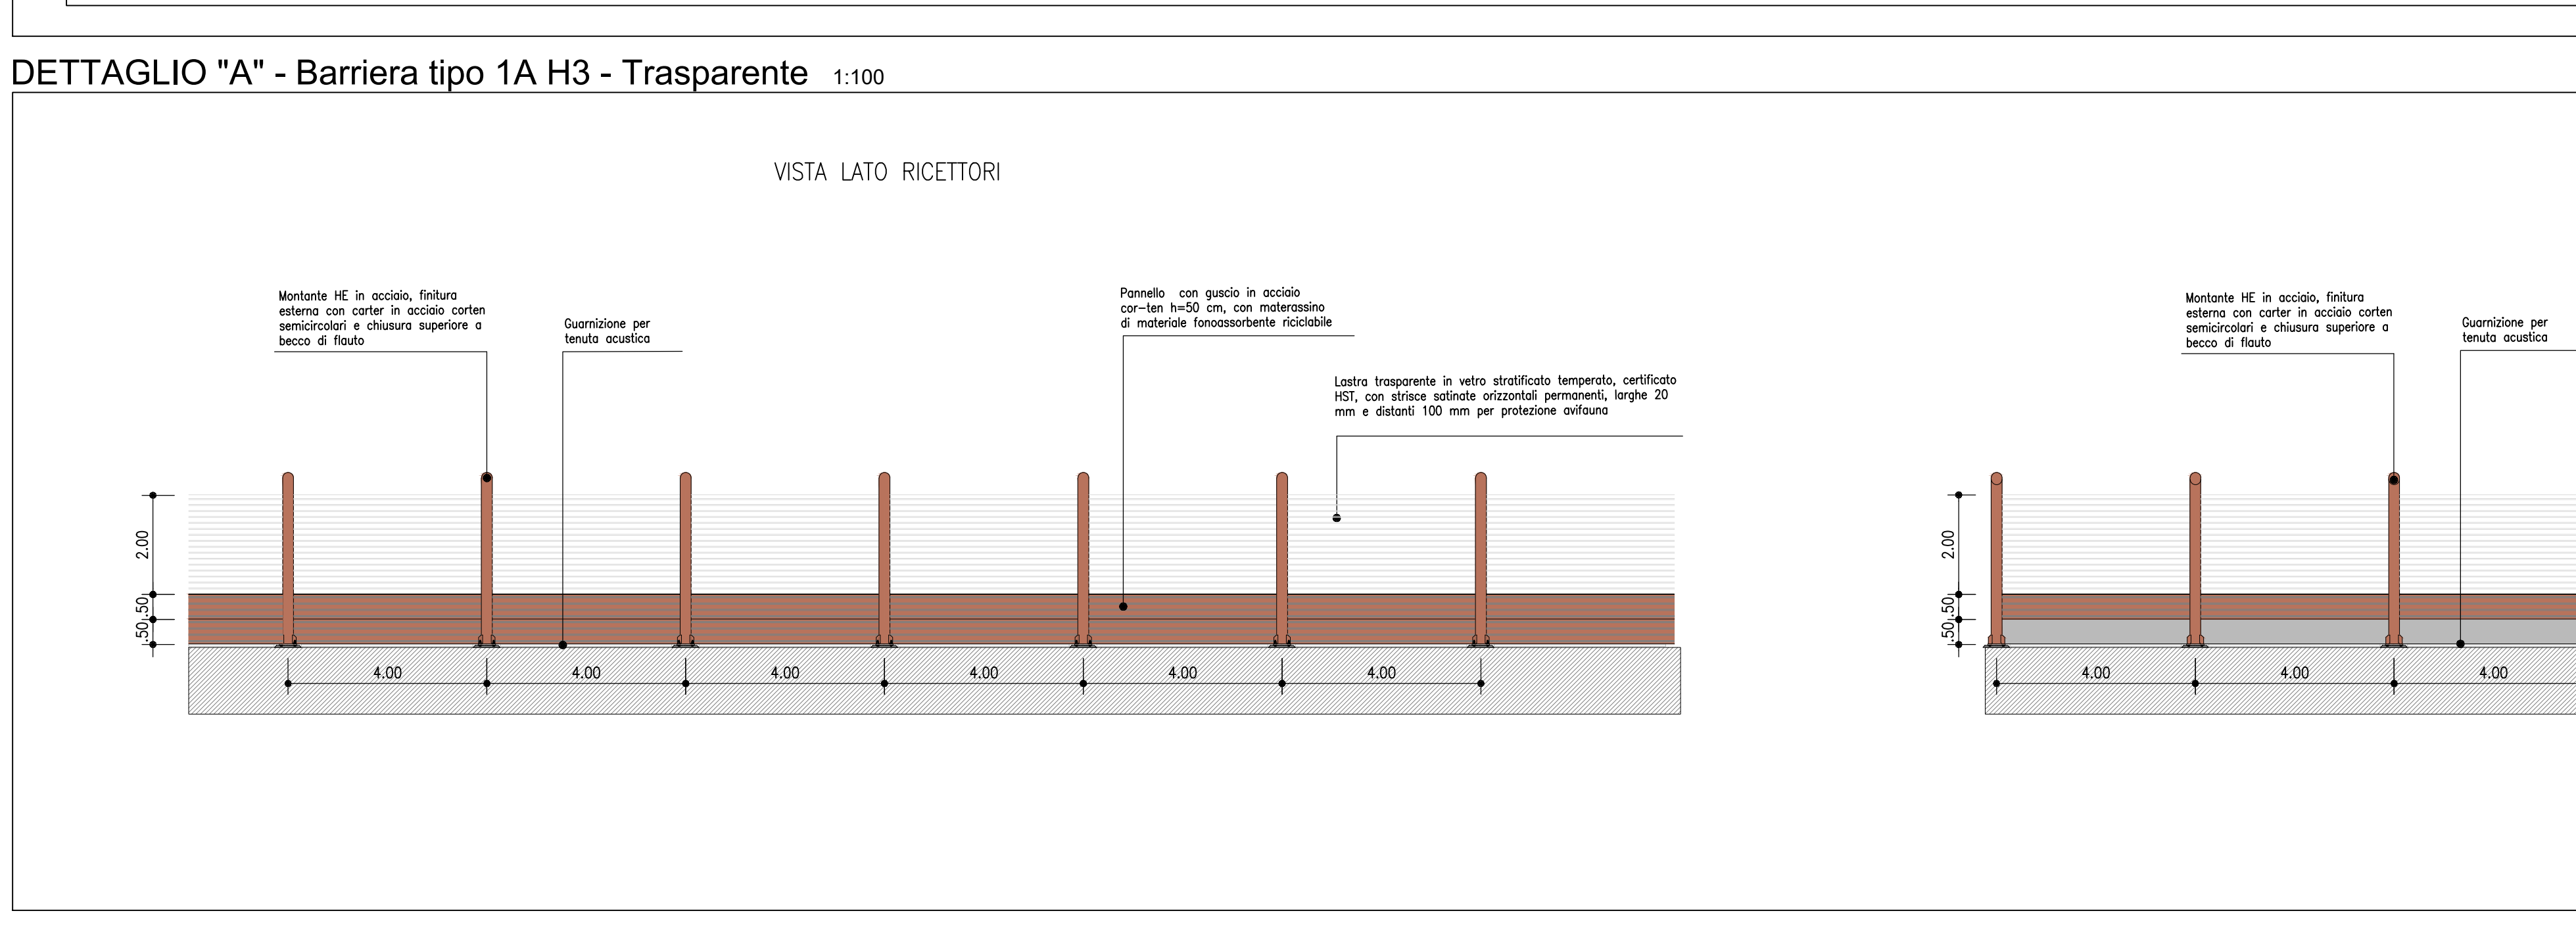 DETTAGLIO "A" - Barriera tipo 1A H3 - Trasparente 1:100
VISTA LATO RICETTORI
Montante HE in acciaio, finitura
esterna con carter in acciaio corten
semicircolari e chiusura superiore a
becco di flauto
Guarnizione per
tenuta acustica
Pannello con guscio in acciaio
cor-ten h=50 cm, con materassino
di materiale fonoassorbente riciclabile
Lastra trasparente in vetro stratificato temperato, certificato
HST, con strisce satinate orizzontali permanenti, larghe 20
mm e distanti 100 mm per protezione avifauna
2.00
.50
.50
4.00 4.00 4.00 4.00 4.00 4.00
Montante HE in acciaio, finitura
esterna con carter in acciaio corten
semicircolari e chiusura superiore a
becco di flauto
Guarnizione per
tenuta acustica
2.00
.50
.50
4.00 4.00 4.00